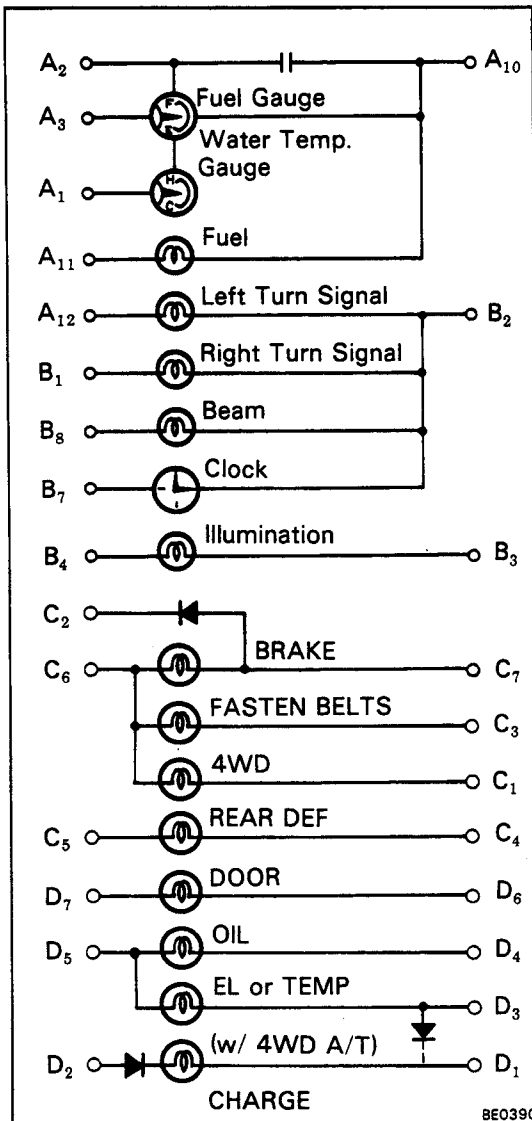 A2 A10
F
A3 Fuel Gauge
Water Temp.
Gauge
H
A1
C
A11 Fuel
A12 Left Turn Signal B2
B1 Right Turn Signal
B8 Beam
B7 Clock
B4 Illumination B3
C2
C6 BRAKE C7
FASTEN BELTS C3
4WD C1
C5 REAR DEF C4
D7 DOOR D6
D5 OIL D4
EL or TEMP D3
(w/ 4WD A/T)
D2 D1
CHARGE
BE0390